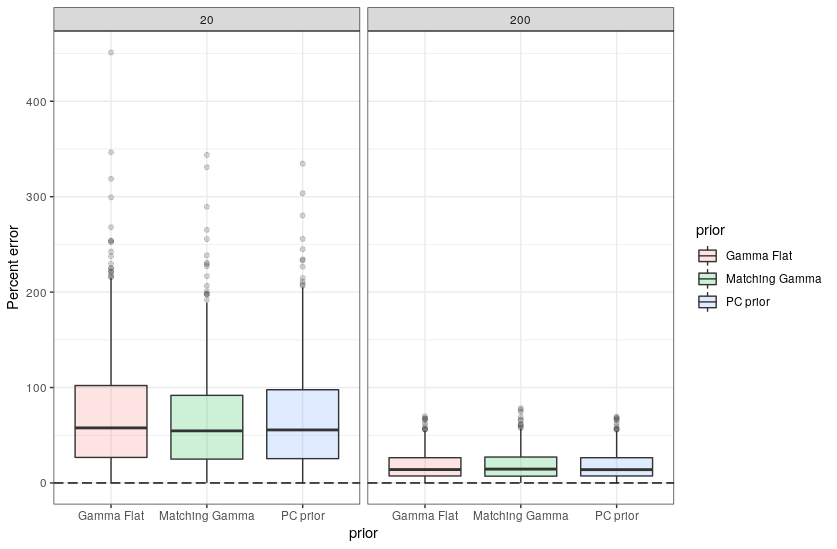 20
200
Percent error
400
300
200
100
0
Gamma Flat
Matching Gamma
PC prior
Gamma Flat
Matching Gamma
PC prior
prior
prior
Gamma Flat
Matching Gamma
PC prior